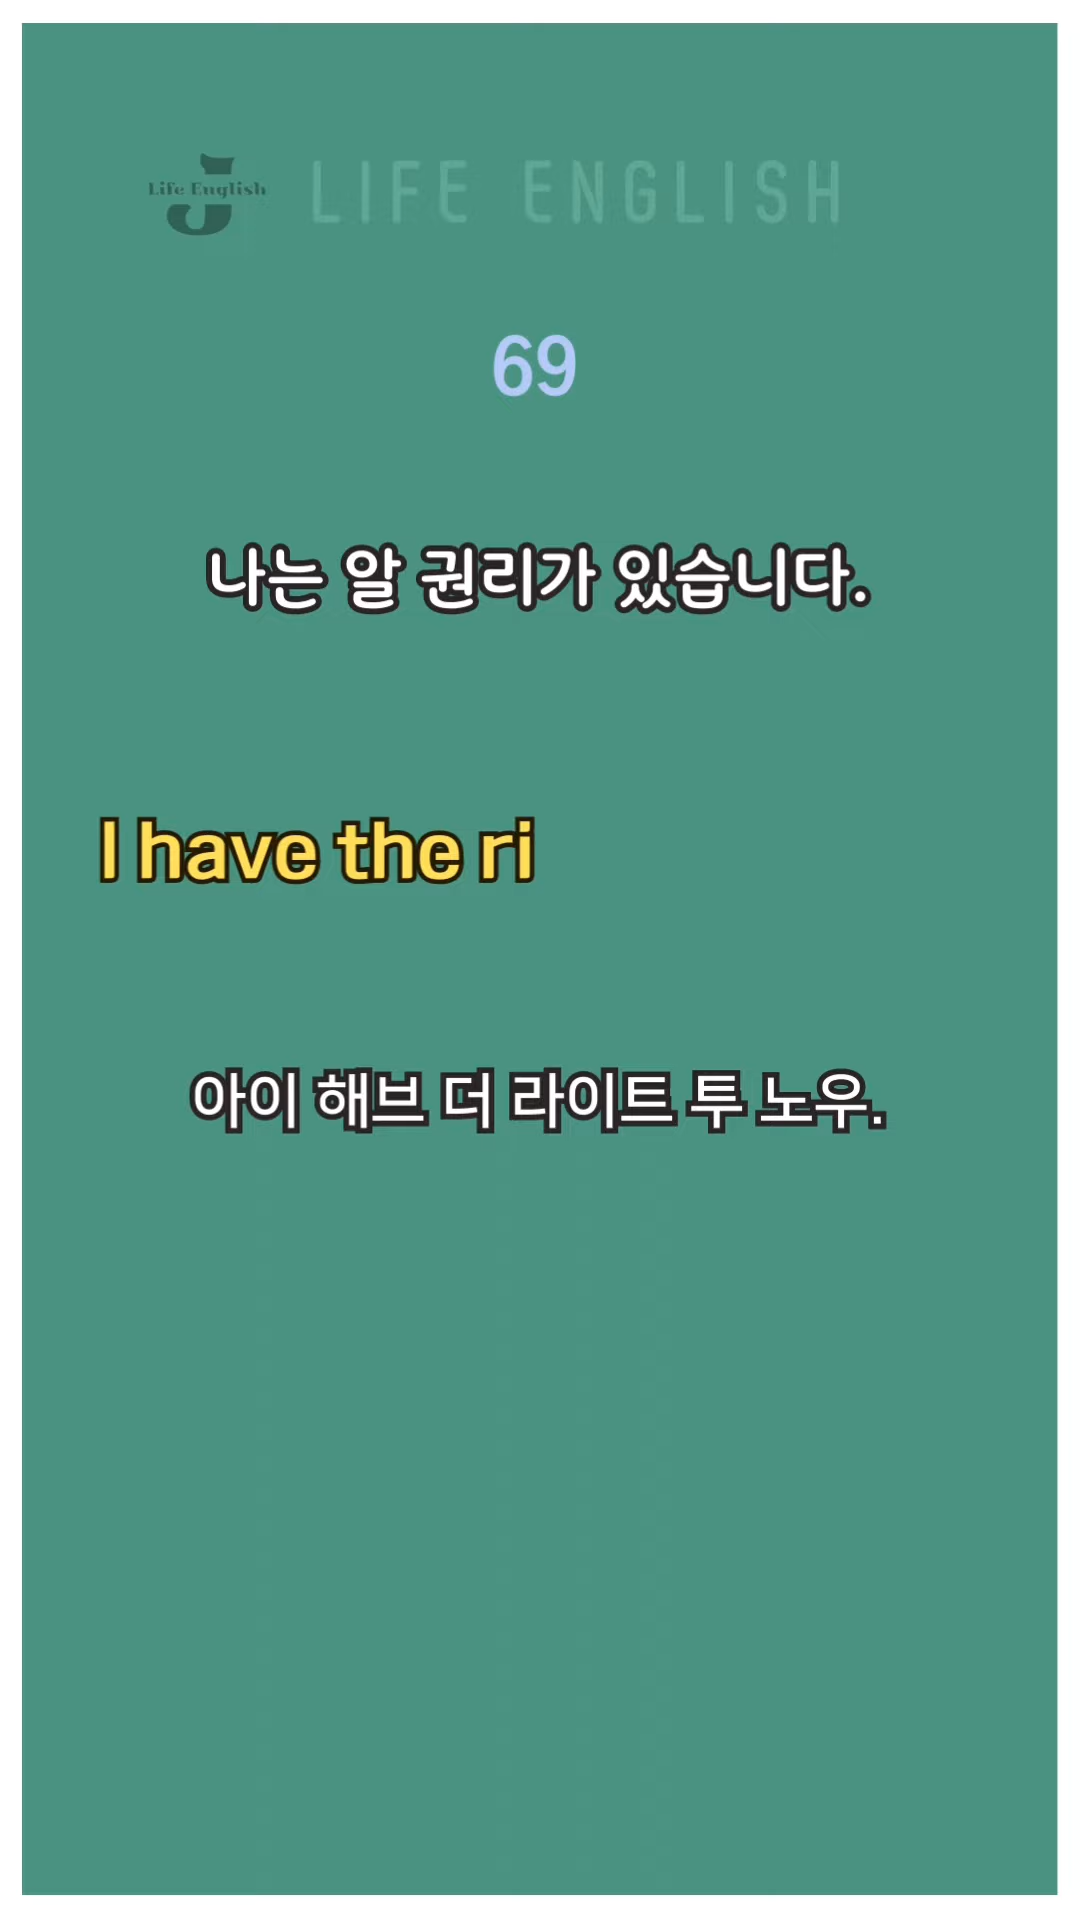 Life English
LIFE ENGLISH
69
나는 알 권리가 있습니다.
I have the ri
아이 해브 더 라이트 투 노우.